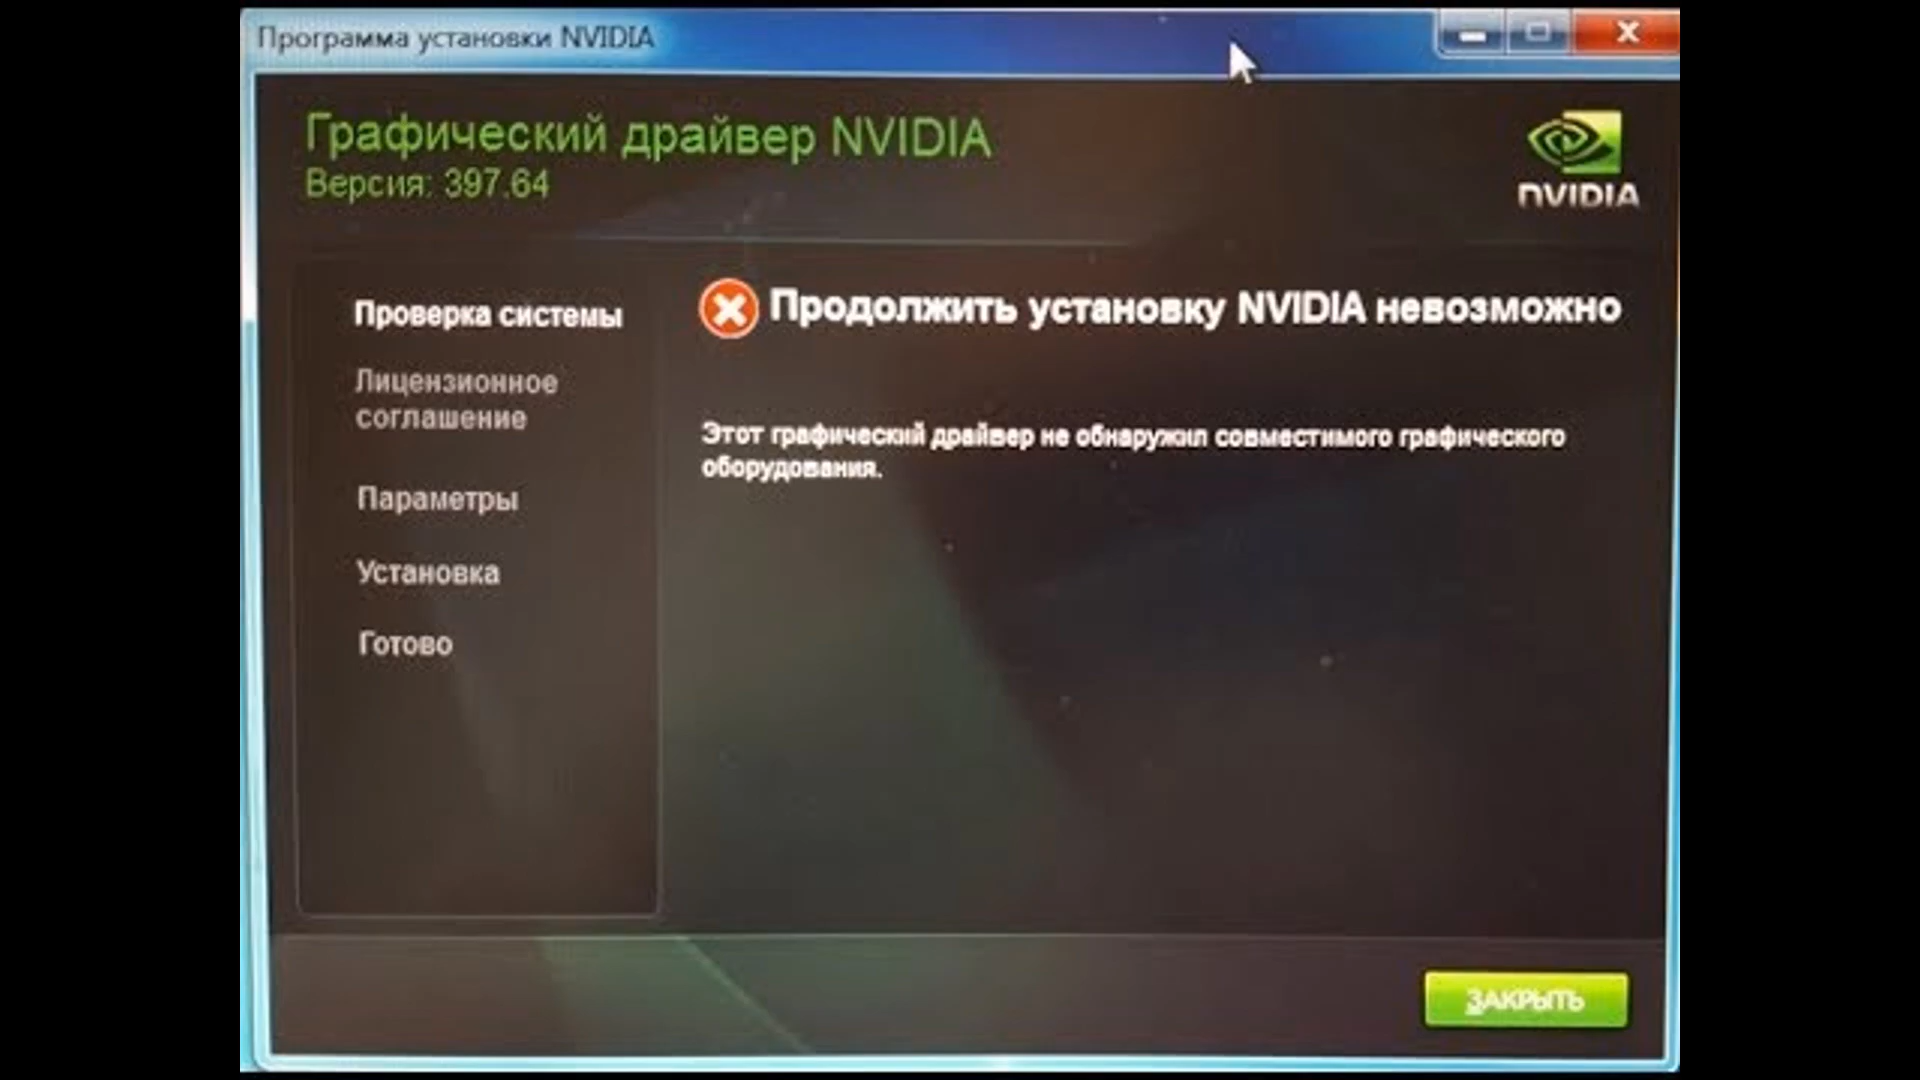 Программа установки NVIDIA
Графический драйвер NVIDIA
Версия: 397.64
NVIDIA
Проверка системы
Лицензионное
соглашение
Параметры
Установка
Готово
Продолжить установку NVIDIA невозможно
Этот графический драйвер не обнаружил совместимого графического
оборудования.
ЗАКРЫТЬ